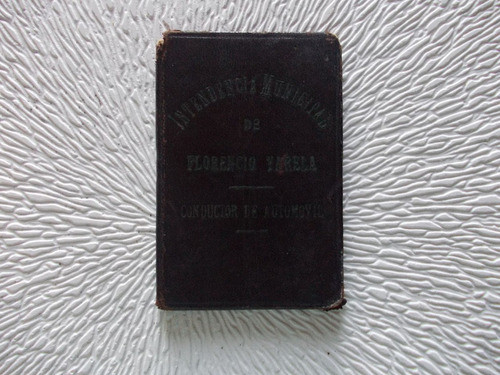 INTENDENCIA MUNICIPAL
DE
FLORENCIO VARELA
CONDUCTOR DE AUTOMOVIL